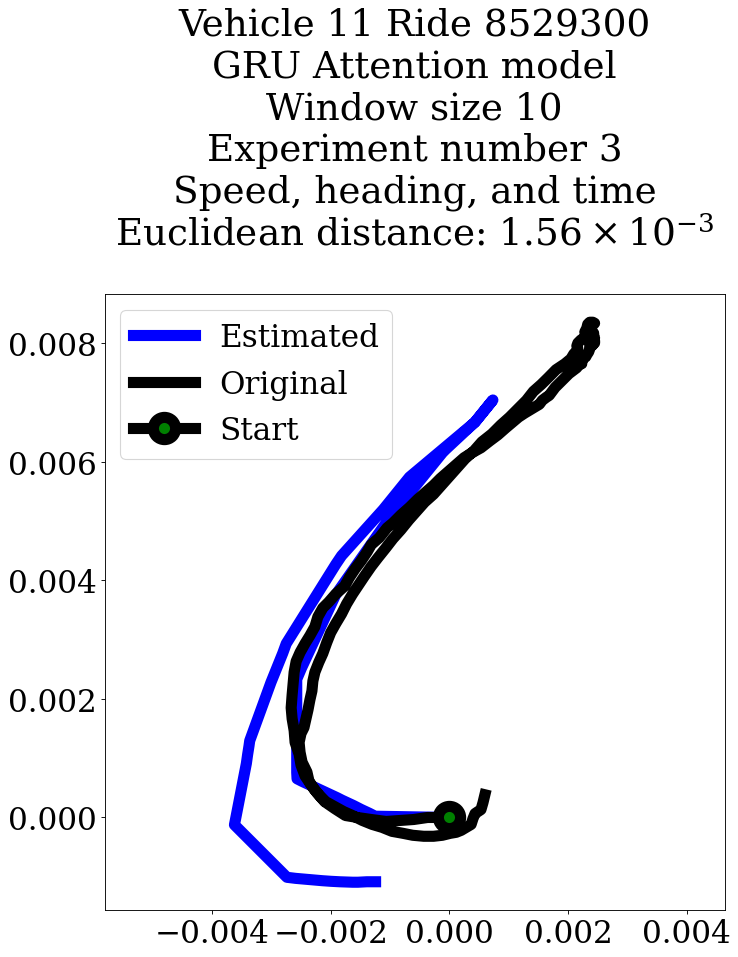 Vehicle 11 Ride 8529300
GRU Attention model
Window size 10
Experiment number 3
Speed, heading, and time
Euclidean distance: 1.56 × 10⁻³
Estimated
Original
Start
0.008
0.006
0.004
0.002
0.000
−0.004 −0.002 0.000 0.002 0.004